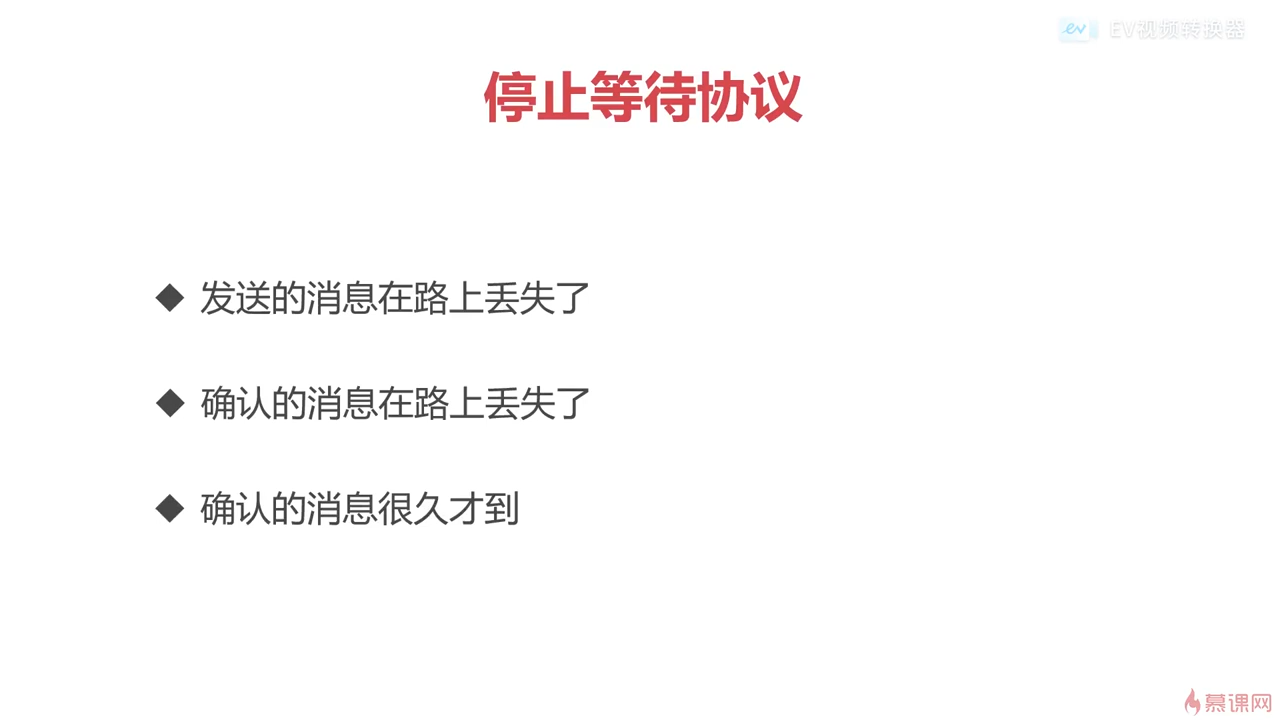 EV视频转换器
停止等待协议
◆ 发送的消息在路上丢失了
◆ 确认的消息在路上丢失了
◆ 确认的消息很久才到
慕课网